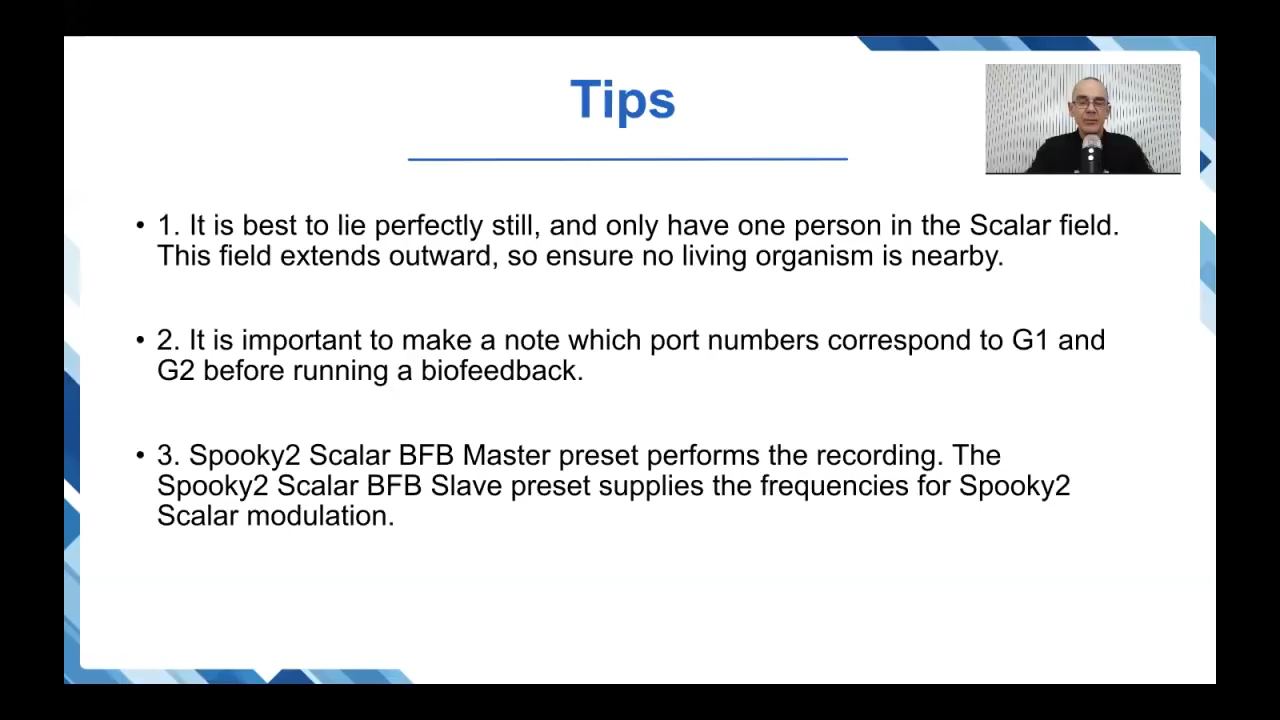 Tips
• 1. It is best to lie perfectly still, and only have one person in the Scalar field.
This field extends outward, so ensure no living organism is nearby.
• 2. It is important to make a note which port numbers correspond to G1 and
G2 before running a biofeedback.
• 3. Spooky2 Scalar BFB Master preset performs the recording. The
Spooky2 Scalar BFB Slave preset supplies the frequencies for Spooky2
Scalar modulation.